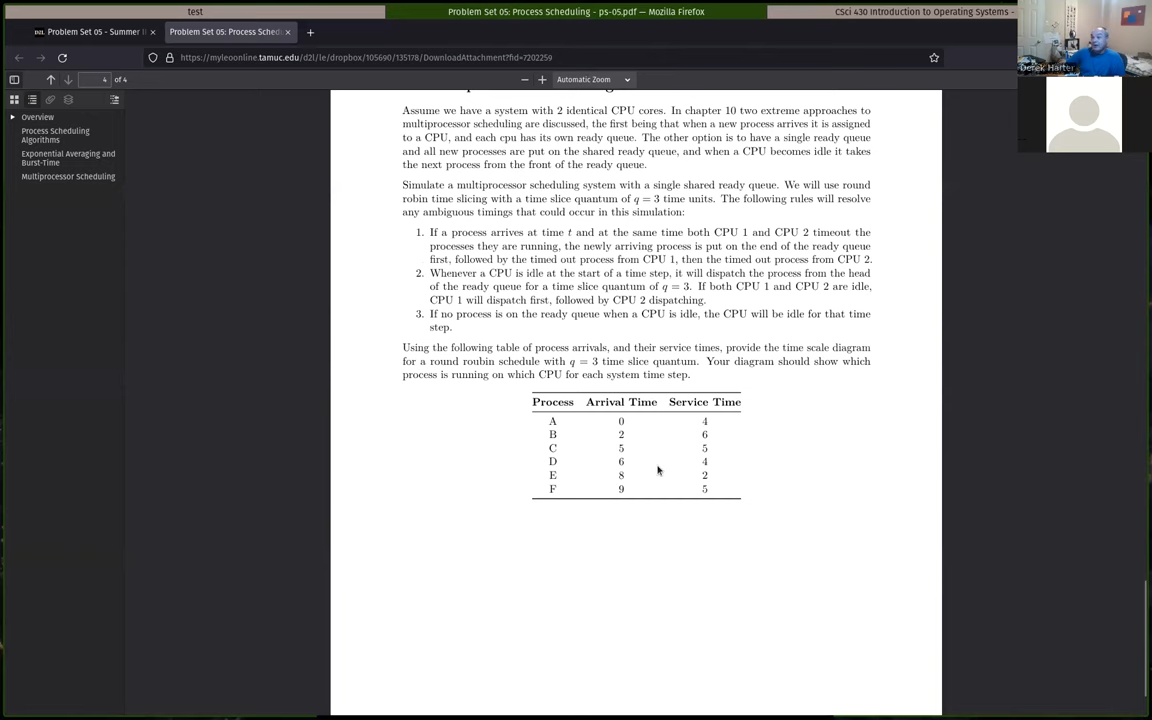 test
Problem Set 05: Process Scheduling - ps-05.pdf — Mozilla Firefox
CSci 430 Introduction to Operating Systems -
Problem Set 05 - Summer
Problem Set 05: Process Sched
https://myleoonline.tamuc.edu/d2l/le/dropbox/105690/135178/DownloadAttachment?fid=7202259
Derek Harter
4 of 4
Automatic Zoom
Overview
Process Scheduling
Algorithms
Exponential Averaging and
Burst-Time
Multiprocessor Scheduling
Assume we have a system with 2 identical CPU cores. In chapter 10 two extreme approaches to
multiprocessor scheduling are discussed, the first being that when a new process arrives it is assigned
to a CPU, and each cpu has its own ready queue. The other option is to have a single ready queue
and all new processes are put on the shared ready queue, and when a CPU becomes idle it takes
the next process from the front of the ready queue.
Simulate a multiprocessor scheduling system with a single shared ready queue. We will use round
robin time slicing with a time slice quantum of q = 3 time units. The following rules will resolve
any ambiguous timings that could occur in this simulation:
1. If a process arrives at time t and at the same time both CPU 1 and CPU 2 timeout the
processes they are running, the newly arriving process is put on the end of the ready queue
first, followed by the timed out process from CPU 1, then the timed out process from CPU 2.
2. Whenever a CPU is idle at the start of a time step, it will dispatch the process from the head
of the ready queue for a time slice quantum of q = 3. If both CPU 1 and CPU 2 are idle,
CPU 1 will dispatch first, followed by CPU 2 dispatching.
3. If no process is on the ready queue when a CPU is idle, the CPU will be idle for that time
step.
Using the following table of process arrivals, and their service times, provide the time scale diagram
for a round roubin schedule with q = 3 time slice quantum. Your diagram should show which
process is running on which CPU for each system time step.
Process Arrival Time Service Time
A 0 4
B 2 6
C 5 5
D 6 4
E 8 2
F 9 5